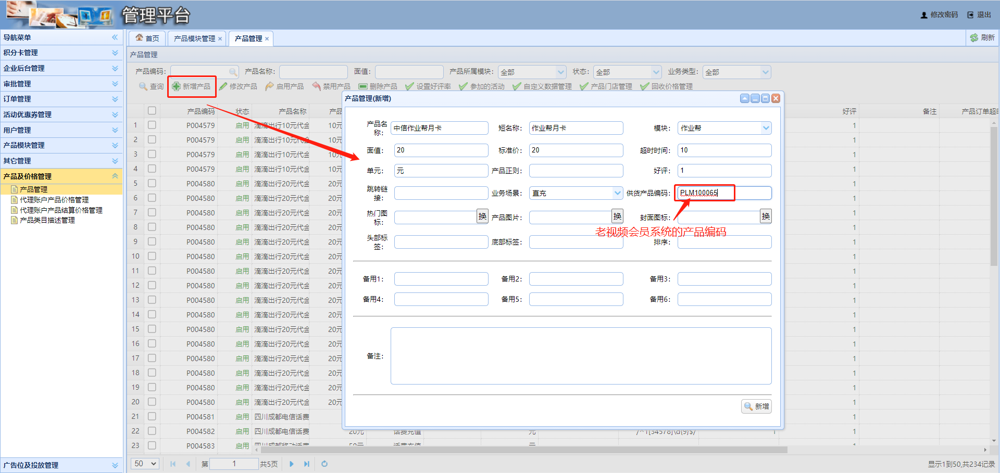 管理平台
修改密码 退出
导航菜单
积分卡管理
企业后台管理
审批管理
订单管理
活动优惠券管理
用户管理
产品模块管理
其它管理
产品及价格管理
产品管理
代理账户产品价格管理
代理账户产品结算价格管理
产品类目描述管理
广告位及投放管理
首页 产品模块管理 产品管理 刷新
产品管理
产品编码: 产品名称: 面值: 产品所属模块: 全部 状态: 全部 业务类型: 全部
查询 新增产品 修改产品 启用产品 禁用产品 删除产品 设置好评率 参加的活动 自定义数据管理 产品门店管理 回收价格管理
产品编码 状态 产品名称 产品 好评 备注 产品订单超时
1 P004579 启用 滴滴出行10元代金 10元 1
2 P004579 启用 滴滴出行10元代金 10元 1
3 P004579 启用 滴滴出行10元代金 10元 1
4 P004579 启用 滴滴出行10元代金 10元 1
5 P004580 启用 滴滴出行20元代金 20元 1
6 P004580 启用 滴滴出行20元代金 20元 1
7 P004580 启用 滴滴出行20元代金 20元 1
8 P004580 启用 滴滴出行20元代金 20元 1
9 P004580 启用 滴滴出行20元代金 20元 1
10 P004580 启用 滴滴出行20元代金 20元 1
11 P004580 启用 滴滴出行20元代金 20元 1
12 P004580 启用 滴滴出行20元代金 20元 1
13 P004580 启用 滴滴出行20元代金 20元 1
14 P004580 启用 滴滴出行20元代金 20元 1
15 P004580 启用 滴滴出行20元代金 20元 1
16 P004580 启用 滴滴出行20元代金 20元 1
17 P004580 启用 滴滴出行20元代金 20元 1
18 P004580 启用 滴滴出行20元代金 20元 1
19 P004580 启用 滴滴出行20元代金 20元 1
20 P004580 启用 滴滴出行20元代金 20元 1
21 P004581 启用 四川成都电信话费 1
22 P004582 启用 四川成都电信话费 20元 话费充值 元 /^1[34578]\d{9}$/ 1 1
23 P004583 启用 四川成都移动话费 50元 话费充值 元
产品管理(新增)
产品名称: 中信作业帮月卡 短名称: 作业帮月卡 模块: 作业帮
面值: 20 标准价: 20 超时时间: 10
单元: 元 产品正则: 好评: 1
跳转链接: 业务场景: 直充 供货产品编码: PLM100065
热门图标: 换 产品图片: 换 封面图标: 换
老视频会员系统的产品编码
头部标签: 底部标签: 排序:
备用1: 备用2: 备用3:
备用4: 备用5: 备用6:
备注:
新增
50 第 1 共5页 显示1到50,共234记录